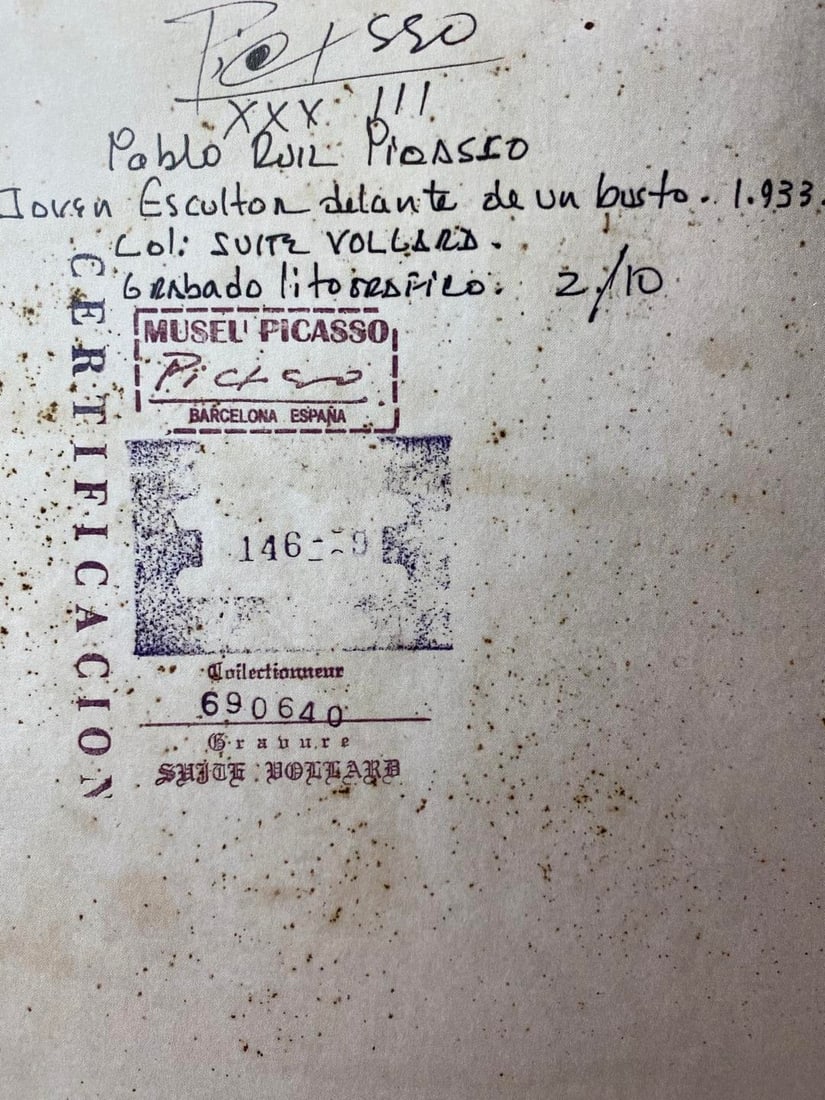 Picasso
XXX III
Pablo Ruiz Picasso
Joven Escultor delante de un busto. 1.933.
Col: SUITE VOLLARD.
Grabado litografico. 2/10
MUSEU PICASSO
Picasso
BARCELONA ESPAÑA
CERTIFICACION
Collectionneur
690640
Gravure
SUITE VOLLARD